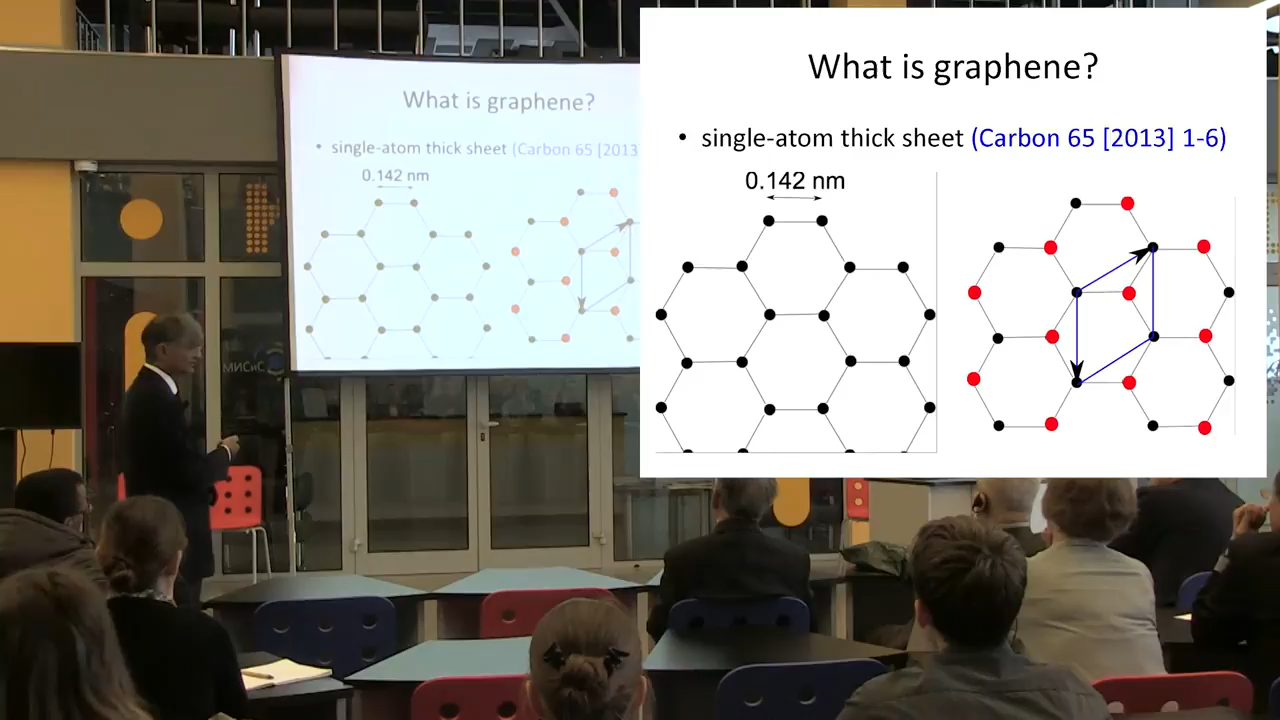 What is graphene?
• single-atom thick sheet (Carbon 65 [2013
0.142 nm
МИСиС
What is graphene?
• single-atom thick sheet (Carbon 65 [2013] 1-6)
0.142 nm